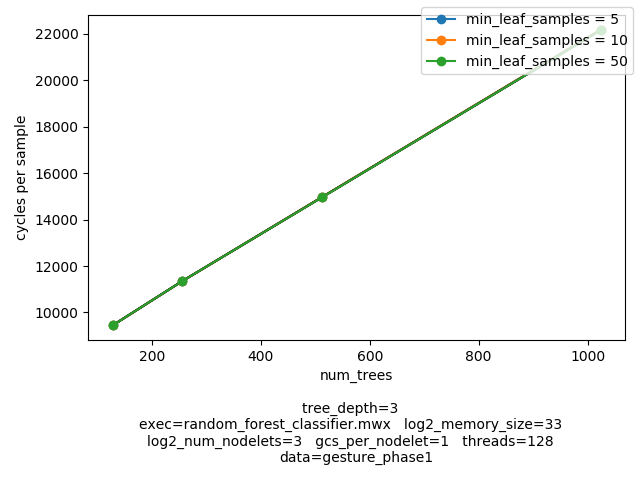 min_leaf_samples = 5
min_leaf_samples = 10
min_leaf_samples = 50
cycles per sample
22000
20000
18000
16000
14000
12000
10000
200 400 600 800 1000
num_trees
tree_depth=3
exec=random_forest_classifier.mwx log2_memory_size=33
log2_num_nodelets=3 gcs_per_nodelet=1 threads=128
data=gesture_phase1